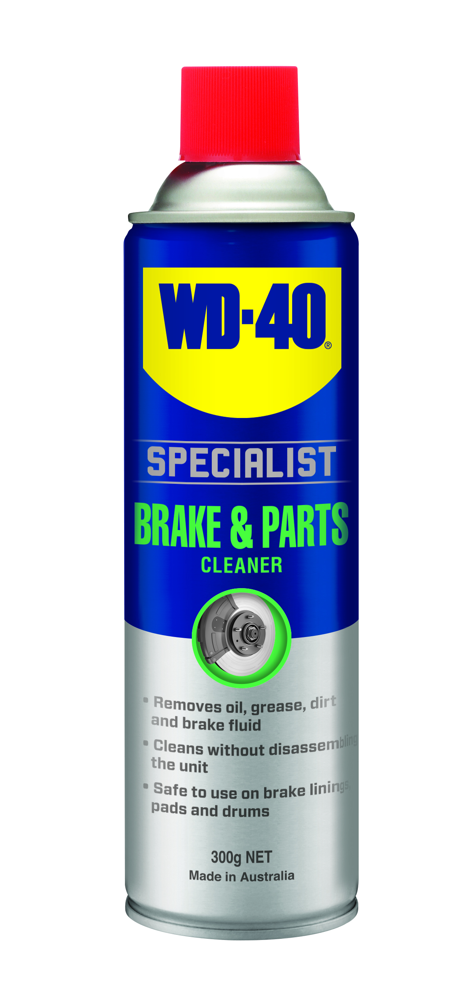 WD-40®
SPECIALIST
BRAKE & PARTS
CLEANER
• Removes oil, grease, dirt
and brake fluid
• Cleans without disassembling
the unit
• Safe to use on brake linings,
pads and drums
300g NET
Made in Australia